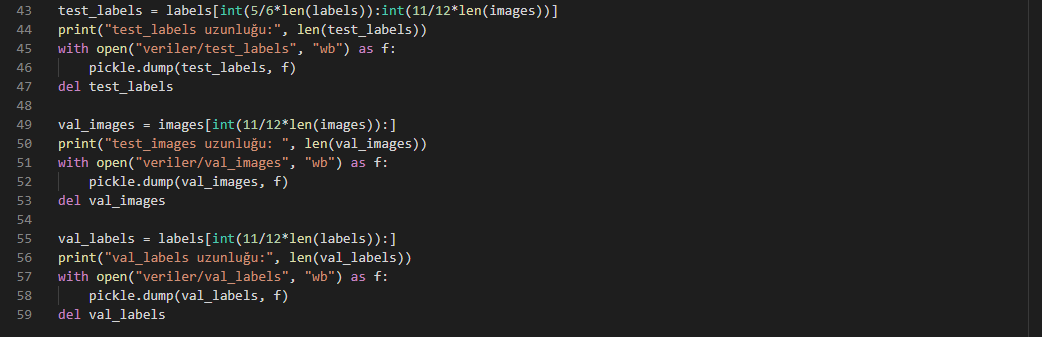 43 test_labels = labels[int(5/6*len(labels)):int(11/12*len(images))]
44 print("test_labels uzunluğu:", len(test_labels))
45 with open("veriler/test_labels", "wb") as f:
46     pickle.dump(test_labels, f)
47 del test_labels
48
49 val_images = images[int(11/12*len(images)):]
50 print("test_images uzunluğu: ", len(val_images))
51 with open("veriler/val_images", "wb") as f:
52     pickle.dump(val_images, f)
53 del val_images
54
55 val_labels = labels[int(11/12*len(labels)):]
56 print("val_labels uzunluğu:", len(val_labels))
57 with open("veriler/val_labels", "wb") as f:
58     pickle.dump(val_labels, f)
59 del val_labels